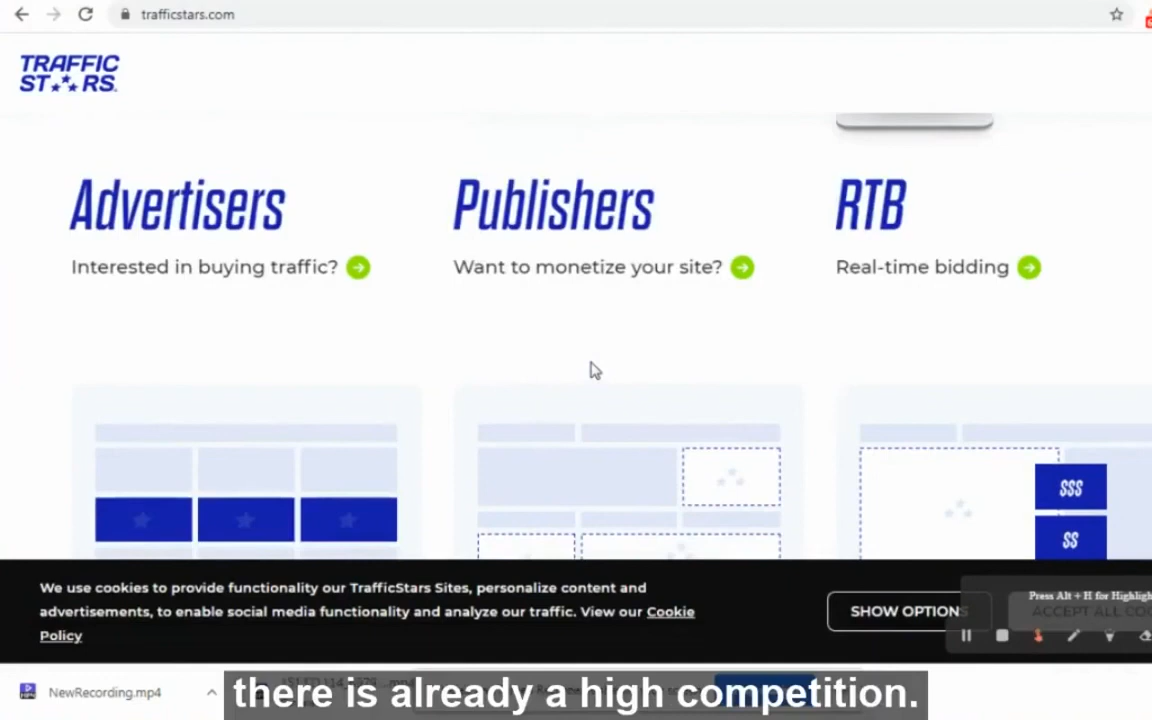 trafficstars.com
TRAFFIC
ST RS
Advertisers
Publishers
RTB
Interested in buying traffic?
Want to monetize your site?
Real-time bidding
$$$
$$
We use cookies to provide functionality our TrafficStars Sites, personalize content and
advertisements, to enable social media functionality and analyze our traffic. View our Cookie
Policy
SHOW OPTIONS
ACCEPT ALL COO
Press Alt + H for Highligh
NewRecording.mp4
there is already a high competition.